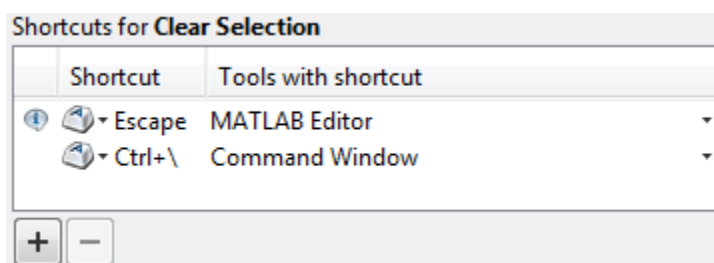 Shortcuts for Clear Selection
Shortcut Tools with shortcut
Escape MATLAB Editor
Ctrl+\ Command Window